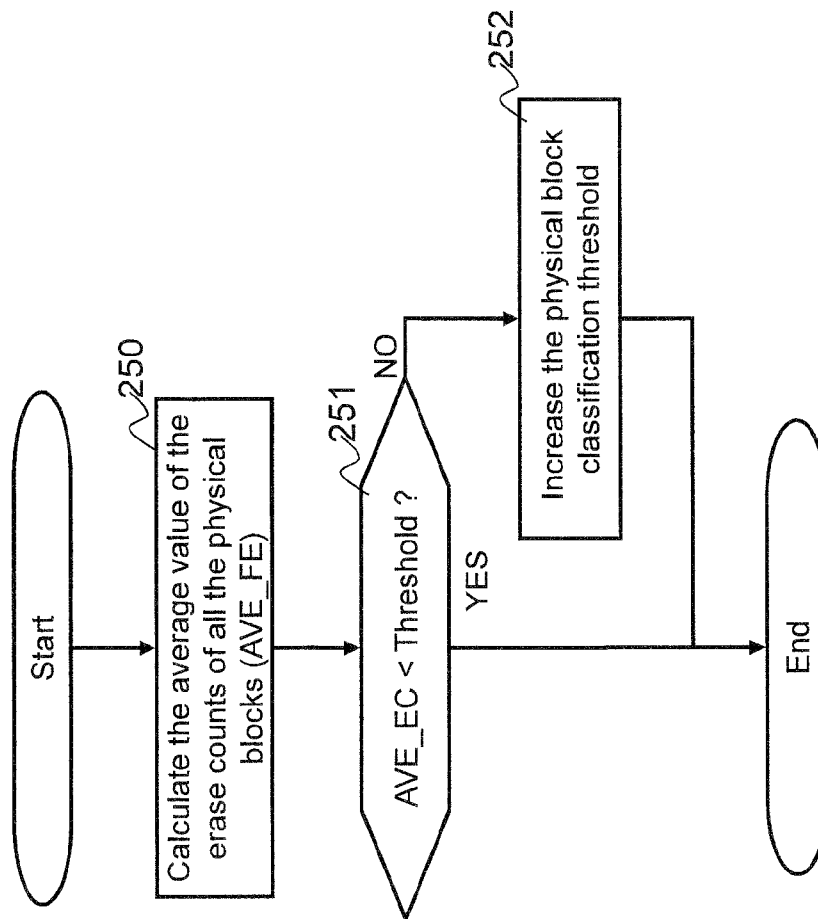 Start
250
Calculate the average value of the
erase counts of all the physical
blocks (AVE_FE)
251
AVE_EC < Threshold ?
NO
YES
252
Increase the physical block
classification threshold
End